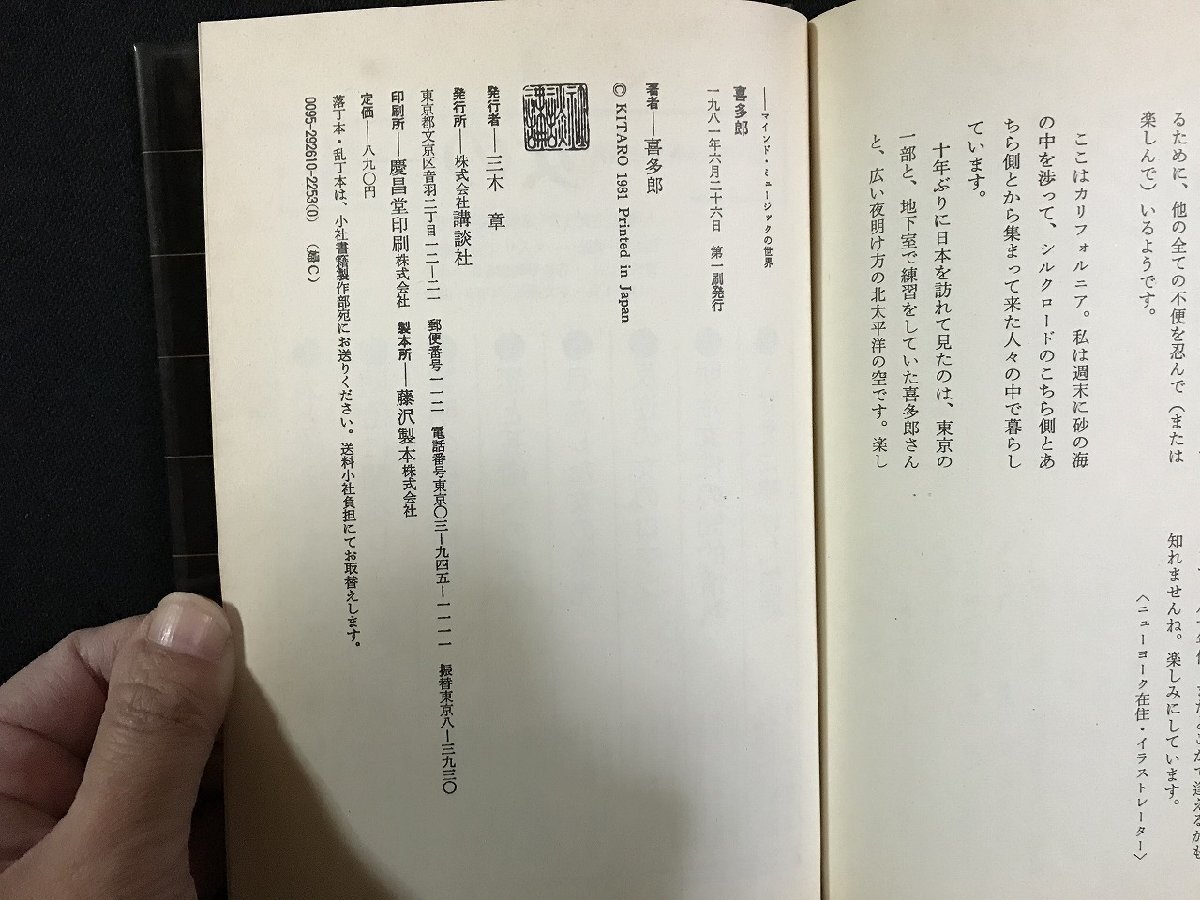 るために、他の全ての不便を忍んで（または
楽しんで）いるようです。
ここはカリフォルニア。私は週末に砂の海
の中を渉って、シルクロードのこちら側とあ
ちら側とから集まって来た人々の中で暮らし
ています。
十年ぶりに日本を訪れて見たのは、東京の
一部と、地下室で練習をしていた喜多郎さん
と、広い夜明け方の北太平洋の空です。楽し
知れませんね。楽しみにしています。
〈ニューヨーク在住・イラストレーター〉
──マインド・ミュージックの世界
喜多郎
一九八一年六月二十六日　第一刷発行
著者──喜多郎
© KITARO 1981 Printed in Japan
発行者──三木　章
発行所──株式会社講談社
東京都文京区音羽二丁目一二─二一　郵便番号一一二　電話番号東京〇三─九四五─一一一一　振替東京八─三九三〇
印刷所──慶昌堂印刷株式会社　製本所──藤沢製本株式会社
定価──八九〇円
落丁本・乱丁本は、小社書籍製作部宛にお送りください。送料小社負担にてお取替えします。
0095-292610-2253(0)　（綜C）